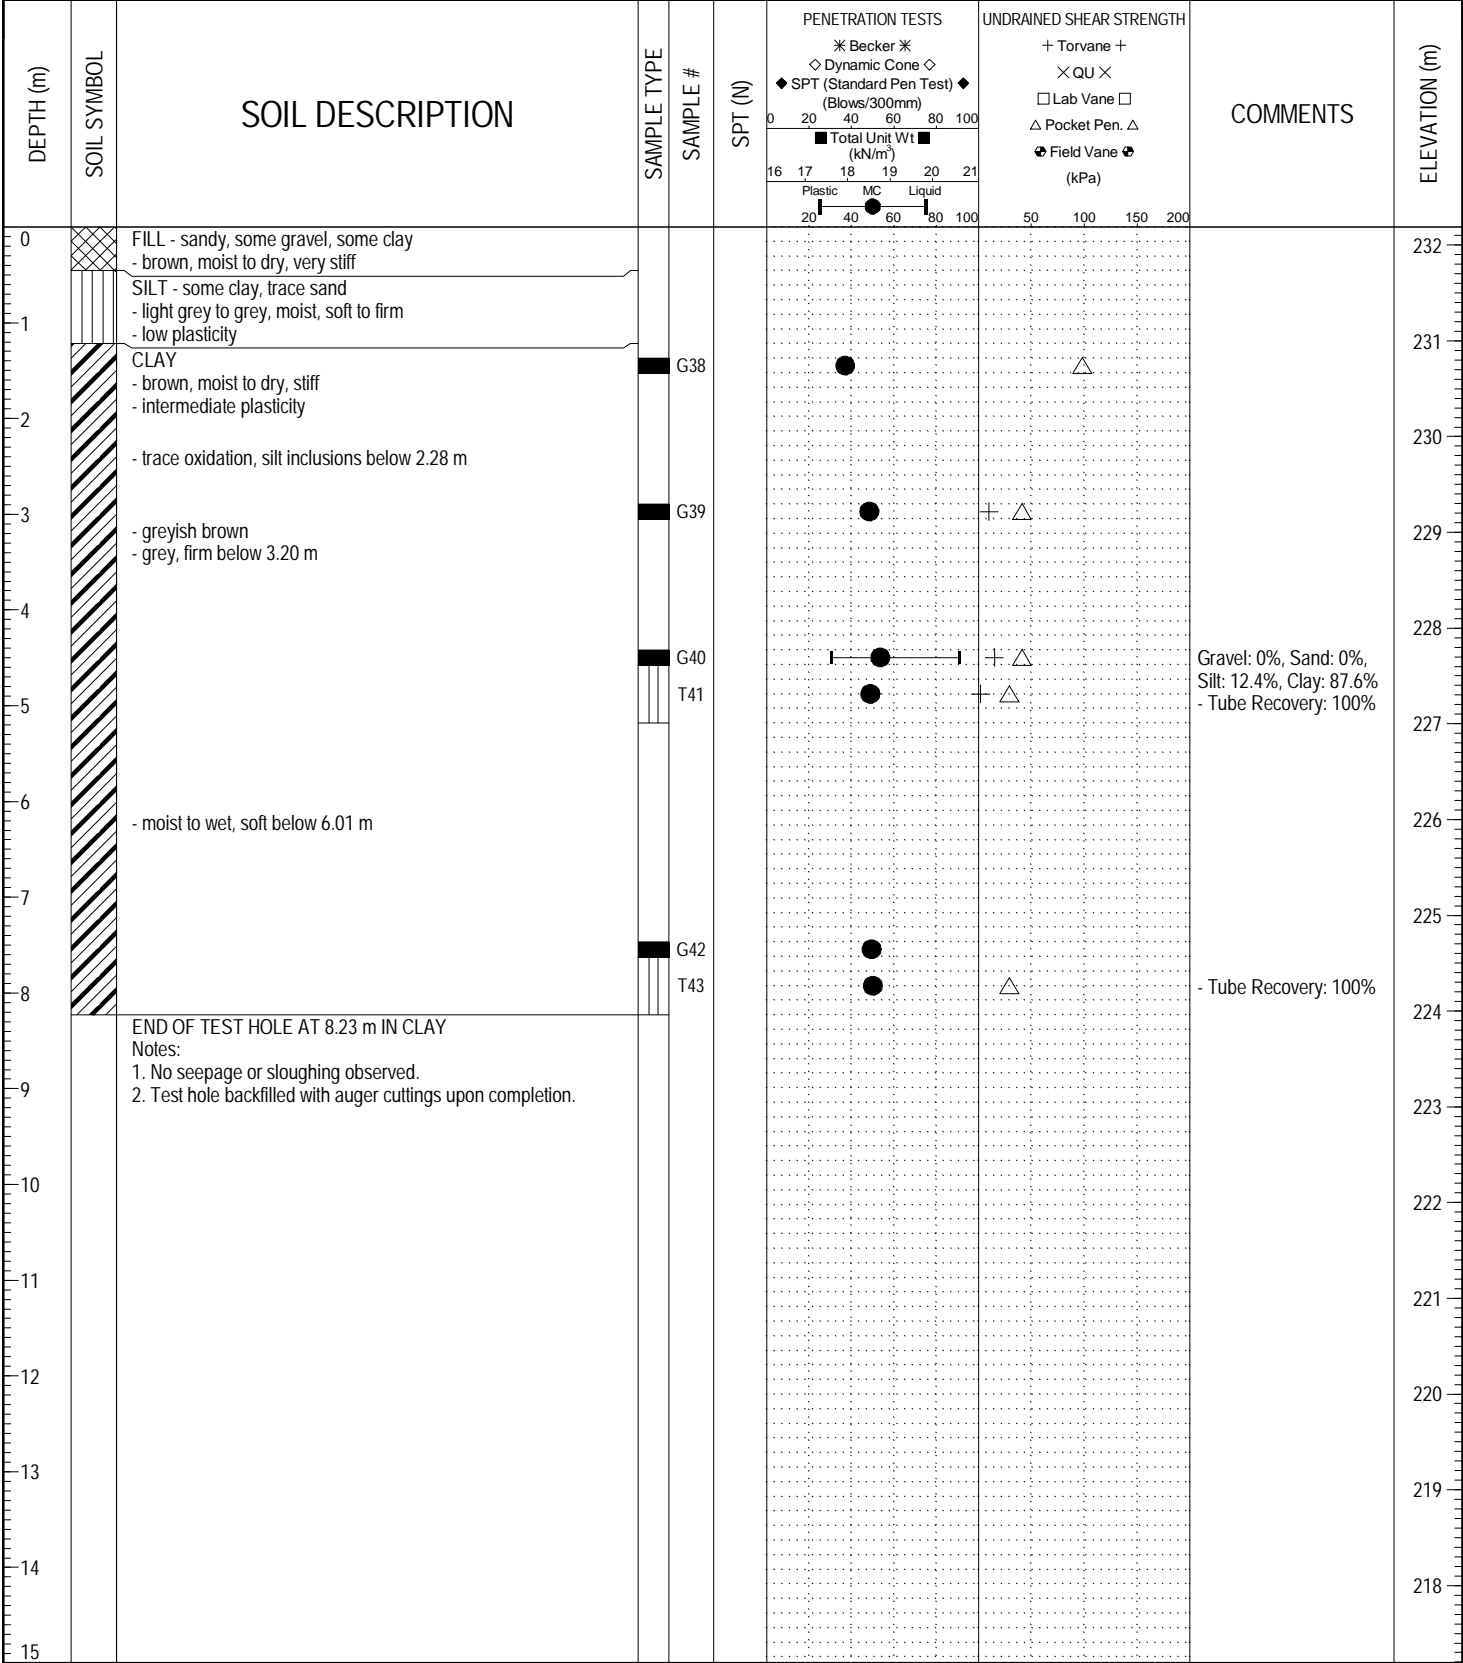 DEPTH (m)
SOIL SYMBOL
SOIL DESCRIPTION
SAMPLE TYPE
SAMPLE #
SPT (N)
PENETRATION TESTS
✳ Becker ✳
◇ Dynamic Cone ◇
◆ SPT (Standard Pen Test) ◆
(Blows/300mm)
0 20 40 60 80 100
■ Total Unit Wt ■
(kN/m³)
16 17 18 19 20 21
Plastic MC Liquid
20 40 60 80 100
UNDRAINED SHEAR STRENGTH
+ Torvane +
× QU ×
□ Lab Vane □
△ Pocket Pen. △
Field Vane
(kPa)
50 100 150 200
COMMENTS
ELEVATION (m)
0
FILL - sandy, some gravel, some clay
- brown, moist to dry, very stiff
232
SILT - some clay, trace sand
- light grey to grey, moist, soft to firm
1
- low plasticity
231
CLAY
G38
- brown, moist to dry, stiff
- intermediate plasticity
2
230
- trace oxidation, silt inclusions below 2.28 m
3
G39
- greyish brown
229
- grey, firm below 3.20 m
4
228
G40
Gravel: 0%, Sand: 0%,
Silt: 12.4%, Clay: 87.6%
T41
- Tube Recovery: 100%
5
227
6
226
- moist to wet, soft below 6.01 m
7
225
G42
T43
- Tube Recovery: 100%
8
224
END OF TEST HOLE AT 8.23 m IN CLAY
Notes:
1. No seepage or sloughing observed.
9
2. Test hole backfilled with auger cuttings upon completion.
223
10
222
11
221
12
220
13
219
14
218
15